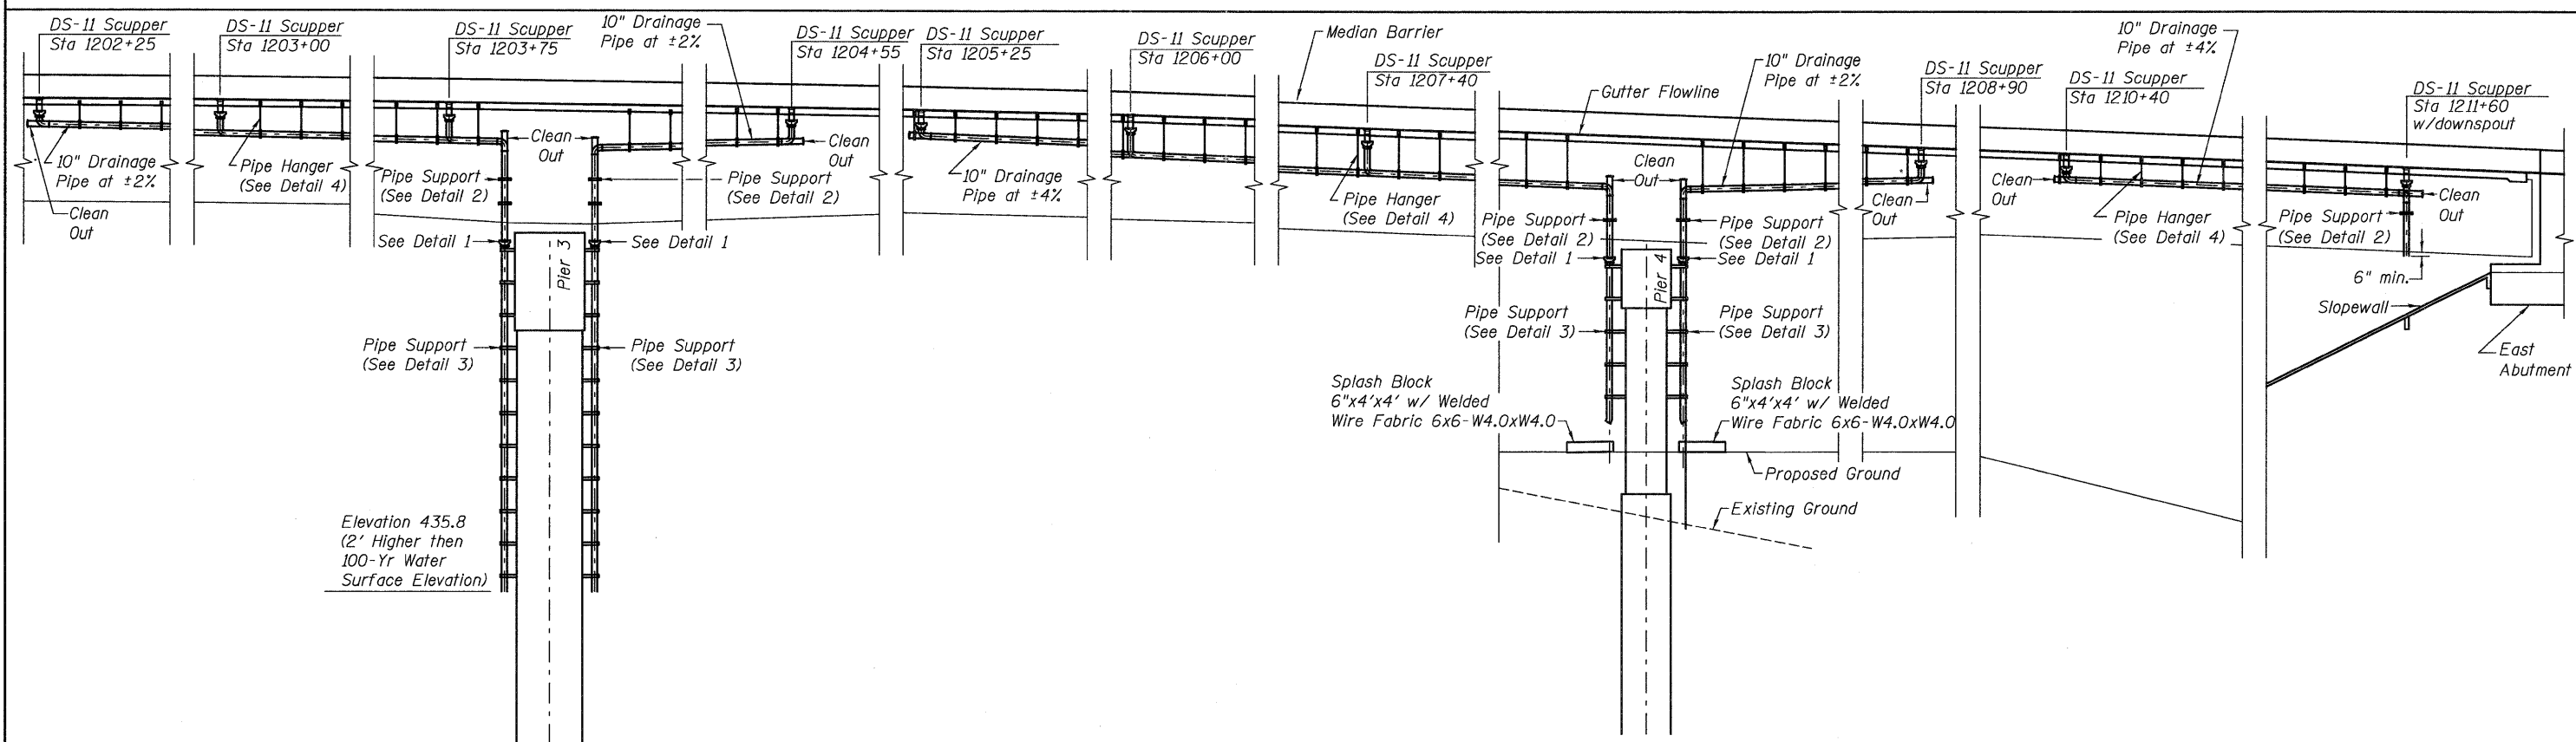 DS-11 Scupper
Sta 1202+25
DS-11 Scupper
Sta 1203+00
DS-11 Scupper
Sta 1203+75
10" Drainage
Pipe at ±2%
DS-11 Scupper
Sta 1204+55
DS-11 Scupper
Sta 1205+25
DS-11 Scupper
Sta 1206+00
Median Barrier
DS-11 Scupper
Sta 1207+40
Gutter Flowline
10" Drainage
Pipe at ±2%
DS-11 Scupper
Sta 1208+90
10" Drainage
Pipe at ±4%
DS-11 Scupper
Sta 1210+40
DS-11 Scupper
Sta 1211+60
w/downspout
10" Drainage
Pipe at ±2%
Clean
Out
Pipe Hanger
(See Detail 4)
Pipe Support
(See Detail 2)
Clean
Out
Pipe Support
(See Detail 2)
Clean
Out
10" Drainage
Pipe at ±4%
Pipe Hanger
(See Detail 4)
Clean
Out
Pipe Support
(See Detail 2)
Pipe Support
(See Detail 2)
Clean
Out
Clean
Out
Pipe Hanger
(See Detail 4)
Pipe Support
(See Detail 2)
Clean
Out
See Detail 1
See Detail 1
Pier 3
See Detail 1
See Detail 1
Pier 4
6" min.
Slopewall
East
Abutment
Pipe Support
(See Detail 3)
Pipe Support
(See Detail 3)
Pipe Support
(See Detail 3)
Pipe Support
(See Detail 3)
Splash Block
6"x4'x4' w/ Welded
Wire Fabric 6x6-W4.0xW4.0
Splash Block
6"x4'x4' w/ Welded
Wire Fabric 6x6-W4.0xW4.0
Proposed Ground
Existing Ground
Elevation 435.8
(2' Higher then
100-Yr Water
Surface Elevation)